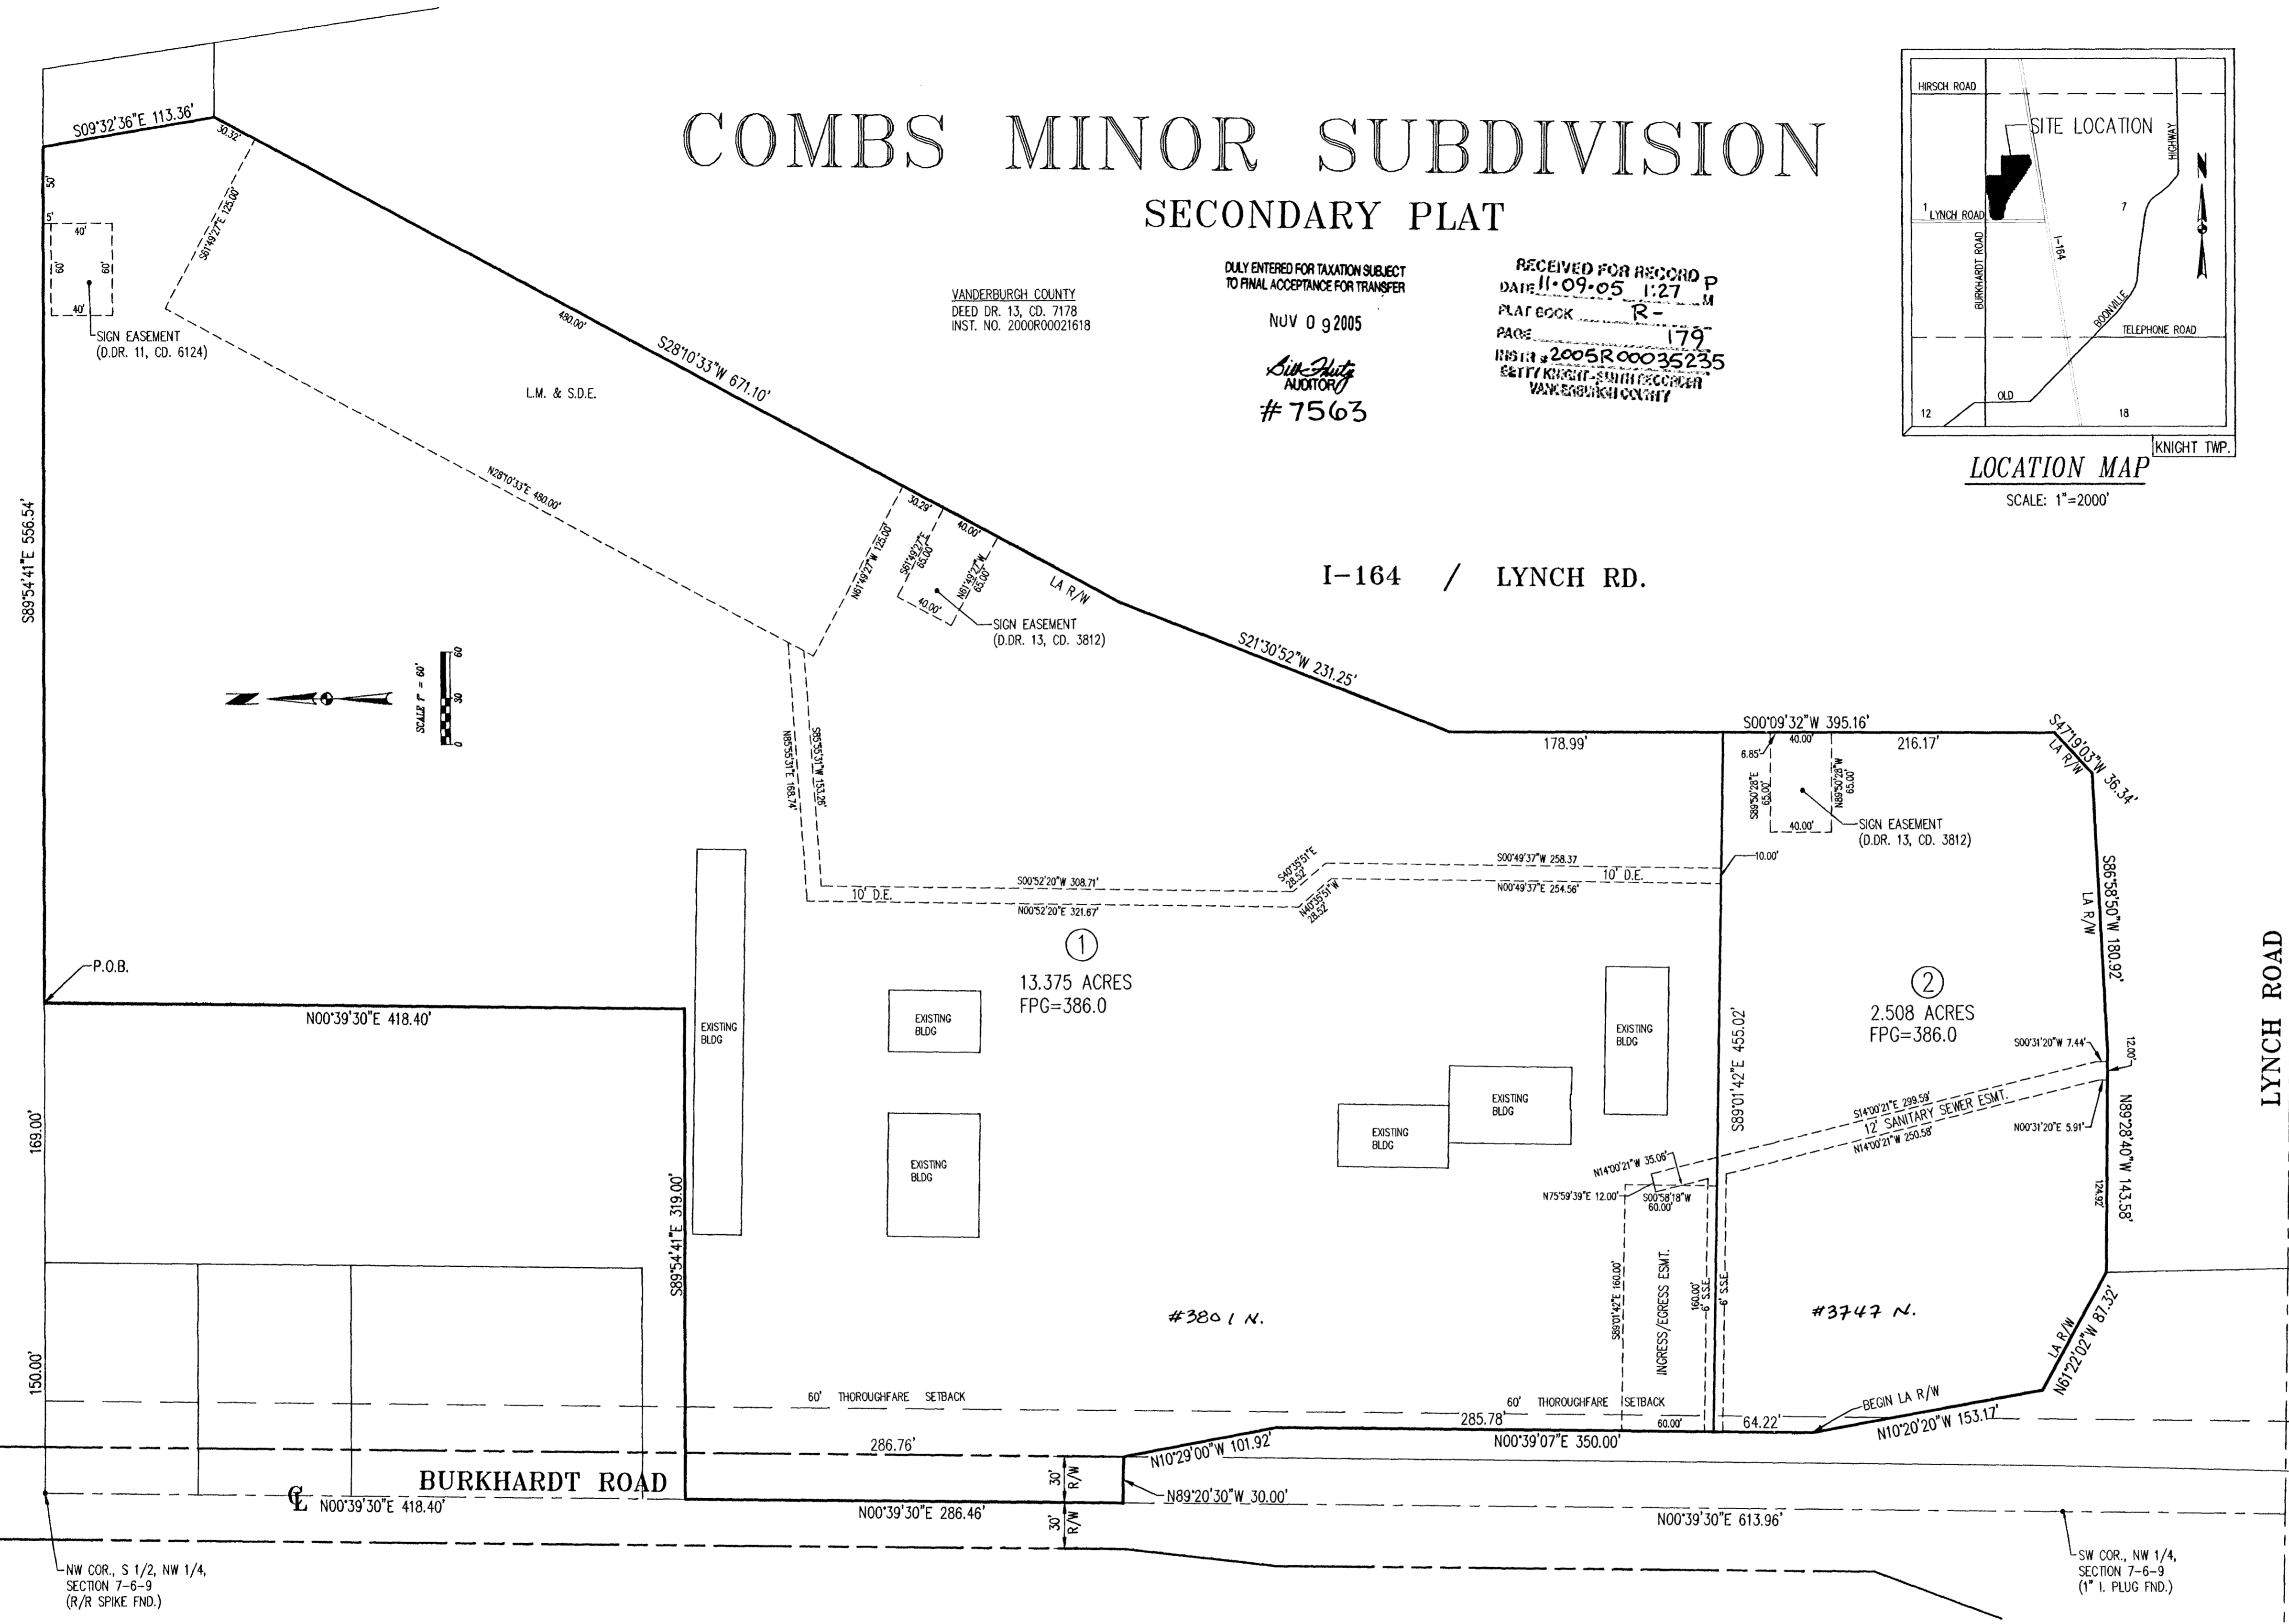 COMBS MINOR SUBDIVISION
SECONDARY PLAT
VANDERBURGH COUNTY
DEED DR. 13, CD. 7178
INST. NO. 2000R00021618
DULY ENTERED FOR TAXATION SUBJECT
TO FINAL ACCEPTANCE FOR TRANSFER
NOV 09 2005
AUDITOR
#7563
RECEIVED FOR RECORD
DATE 11-09-05 1:27 P M
PLAT BOOK R-
PAGE 179
INSTR # 2005R00035235
BETTY KNIGHT-SMITH RECORDER
VANDERBURGH COUNTY
HIRSCH ROAD
SITE LOCATION
HIGHWAY
N
1
LYNCH ROAD
7
BURKHARDT ROAD
I-164
BOONVILLE
TELEPHONE ROAD
OLD
12
18
KNIGHT TWP.
LOCATION MAP
SCALE: 1"=2000'
S09°32'36"E 113.36'
30.32'
50'
5'
40'
60'
60'
40'
SIGN EASEMENT
(D.DR. 11, CD. 6124)
S61°49'27"E 125.00'
480.00'
S28°10'33"W 671.10'
L.M. & S.D.E.
N28°10'33"E 480.00'
S89°54'41"E 556.54'
30.29'
40.00'
N61°49'27"W 125.00'
S61°49'27"E
65.00'
N61°49'27"W
65.00'
40.00'
SIGN EASEMENT
(D.DR. 13, CD. 3812)
LA R/W
I-164 / LYNCH RD.
S21°30'52"W 231.25'
N
SCALE 1" = 60'
60
30
0
N85°55'31"E 168.74'
S85°55'31"W 153.26'
S00°09'32"W 395.16'
178.99'
216.17'
6.85'
40.00'
S89°50'28"E
65.00'
N89°50'28"W
65.00'
40.00'
SIGN EASEMENT
(D.DR. 13, CD. 3812)
S47°19'03"W 36.34'
LA R/W
10.00'
S00°52'20"W 308.71'
10' D.E.
N00°52'20"E 321.67'
S40°35'51"E
28.52'
N40°35'51"W
28.52'
S00°49'37"W 258.37
10' D.E.
N00°49'37"E 254.56'
S86°58'50"W 180.92'
LA R/W
LYNCH ROAD
1
13.375 ACRES
FPG=386.0
2
2.508 ACRES
FPG=386.0
P.O.B.
N00°39'30"E 418.40'
EXISTING
BLDG
EXISTING
BLDG
EXISTING
BLDG
EXISTING
BLDG
EXISTING
BLDG
EXISTING
BLDG
S89°01'42"E 455.02'
S00°31'20"W 7.44'
12.00'
S14°00'21"E 299.59'
12' SANITARY SEWER ESMT.
N14°00'21"W 250.58'
N00°31'20"E 5.91'
N89°28'40"W 143.58'
124.92'
N14°00'21"W 35.06'
N75°59'39"E 12.00'
S00°58'18"W
60.00'
169.00'
S89°54'41"E 319.00'
S89°01'42"E 160.00'
INGRESS/EGRESS ESMT.
160.00'
6' S.S.E.
6' S.S.E.
#3801 N.
#3747 N.
150.00'
LA R/W
N61°22'02"W 87.32'
60' THOROUGHFARE SETBACK
60' THOROUGHFARE SETBACK
BEGIN LA R/W
285.78'
60.00'
64.22'
N10°20'20"W 153.17'
286.76'
N10°29'00"W 101.92'
N00°39'07"E 350.00'
BURKHARDT ROAD
30'
R/W
N89°20'30"W 30.00'
CL N00°39'30"E 418.40'
N00°39'30"E 286.46'
30'
R/W
N00°39'30"E 613.96'
NW COR., S 1/2, NW 1/4,
SECTION 7-6-9
(R/R SPIKE FND.)
SW COR., NW 1/4,
SECTION 7-6-9
(1" I. PLUG FND.)